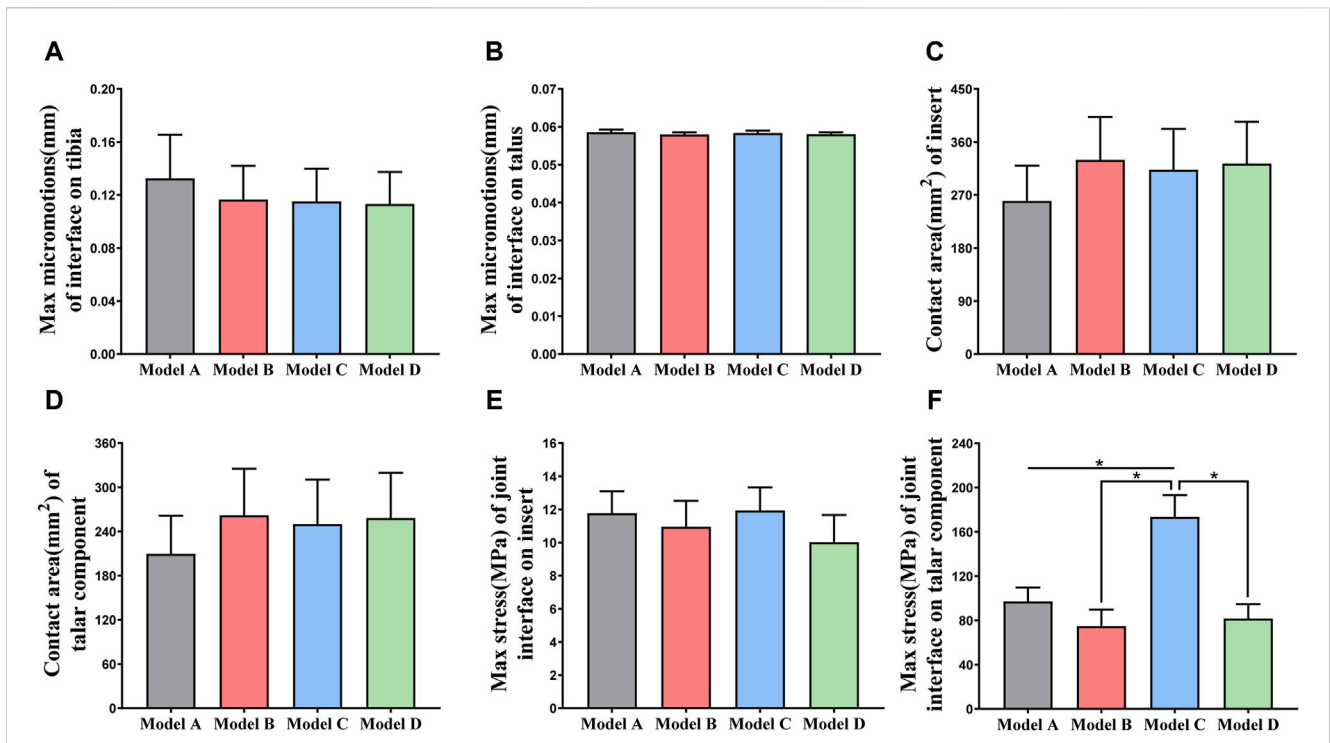 A
Max micromotions(mm)
of interface on tibia
0.20
0.16
0.12
0.08
0.04
0.00
Model A Model B Model C Model D
B
Max micromotions(mm)
of interface on talus
0.07
0.06
0.05
0.04
0.03
0.02
0.01
0.00
Model A Model B Model C Model D
C
Contact area(mm²) of insert
450
360
270
180
90
0
Model A Model B Model C Model D
D
Contact area(mm²) of
talar component
360
300
240
180
120
60
0
Model A Model B Model C Model D
E
Max stress(MPa) of joint
interface on insert
16
14
12
10
8
6
4
2
0
Model A Model B Model C Model D
F
Max stress(MPa) of joint
interface on talar component
240
200
160
120
80
40
0
*
* *
Model A Model B Model C Model D